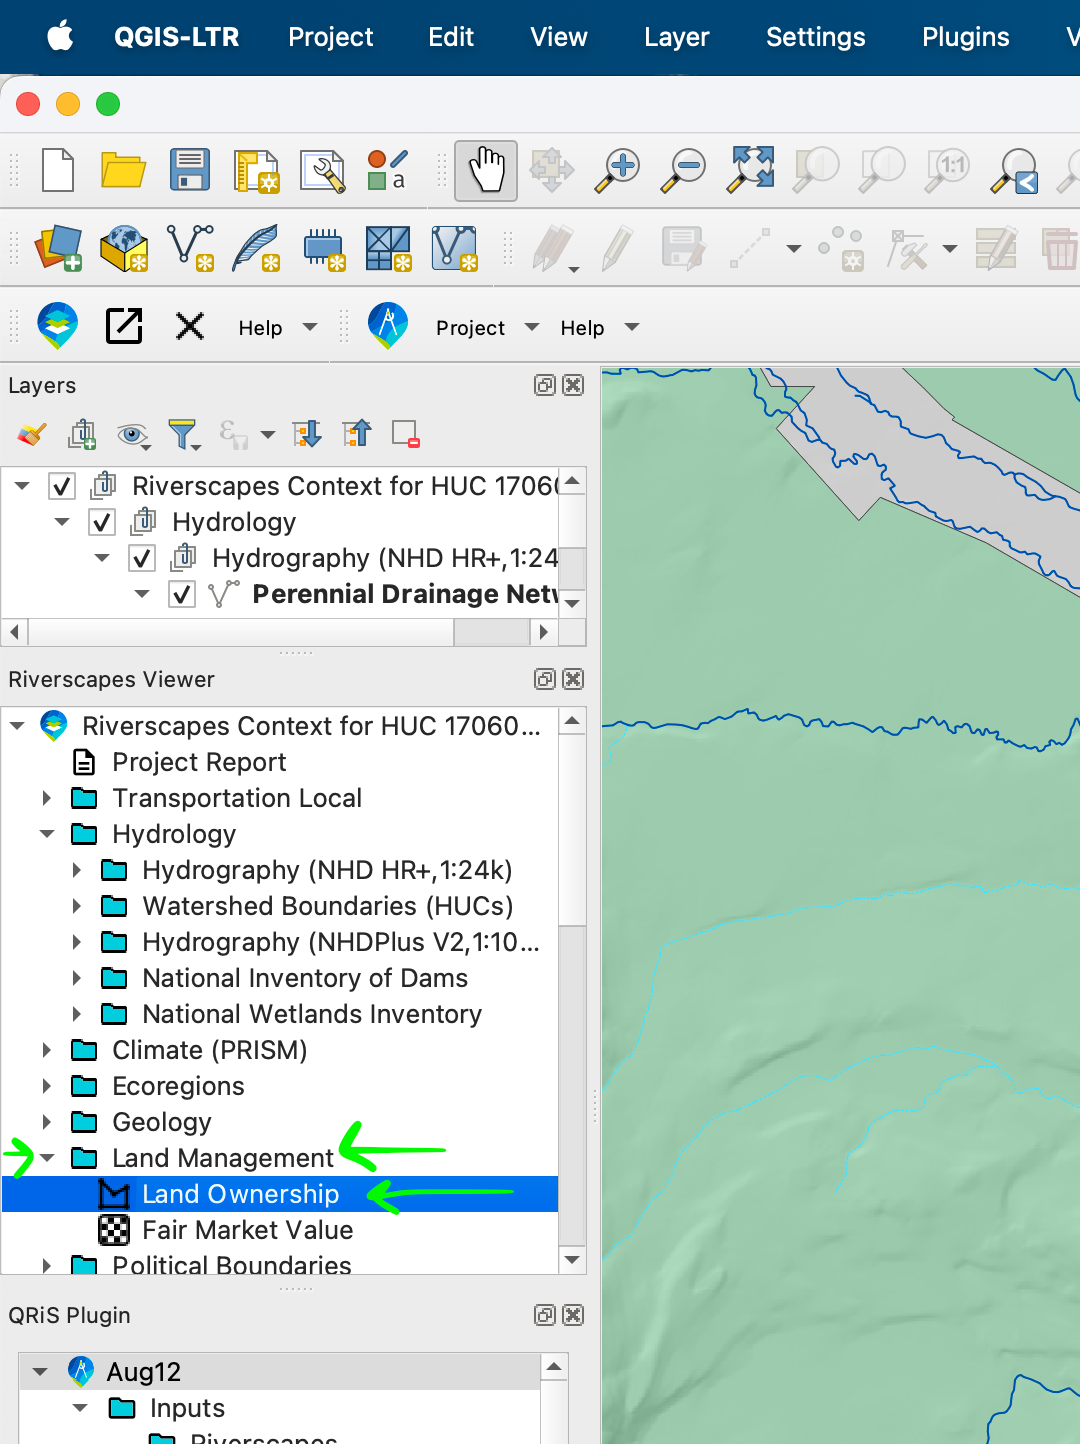 QGIS-LTR Project Edit View Layer Settings Plugins V
a 1:1
Help Project Help
Layers
Riverscapes Context for HUC 1706
Hydrology
Hydrography (NHD HR+,1:24
Perennial Drainage Netw
Riverscapes Viewer
Riverscapes Context for HUC 17060...
Project Report
Transportation Local
Hydrology
Hydrography (NHD HR+,1:24k)
Watershed Boundaries (HUCs)
Hydrography (NHDPlus V2,1:10...
National Inventory of Dams
National Wetlands Inventory
Climate (PRISM)
Ecoregions
Geology
Land Management
Land Ownership
Fair Market Value
Political Boundaries
QRiS Plugin
Aug12
Inputs
Riverscapes